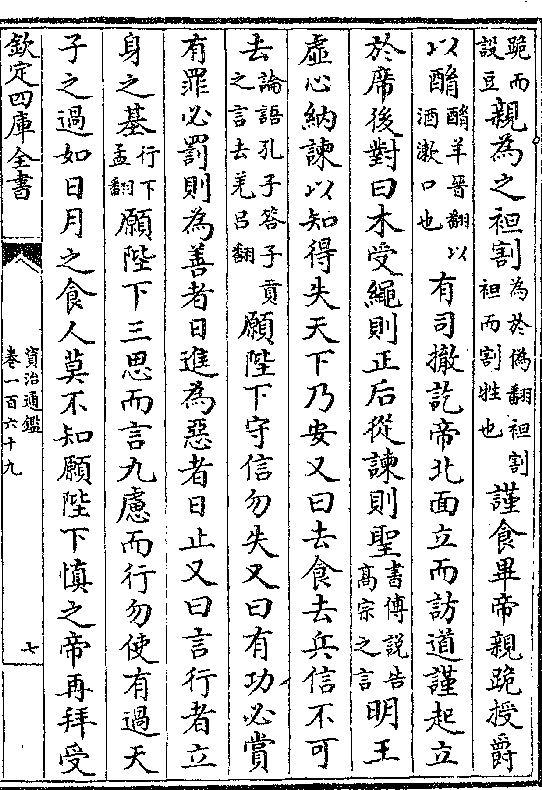 跪而設豆親為之袒割為於偽翻袒割袒而割牲也謹食畢帝親跪授爵
以酳酳羊晉翻以酒漱口也有司撤訖帝北面立而訪道謹起立
於席後對曰木受繩則正后從諫則聖書傅說告高宗之言明王
虛心納諫以知得失天下乃安又曰去食去兵信不可
去論語孔子答子貢之言去羌呂翻願陛下守信勿失又曰有功必賞
有罪必罰則為善者日進為惡者日止又曰言行者立
身之基行下孟翻願陛下三思而言九慮而行勿使有過天
子之過如日月之食人莫不知願陛下慎之帝再拜受
欽定四庫全書
資治通鑑
卷一百六十九
七